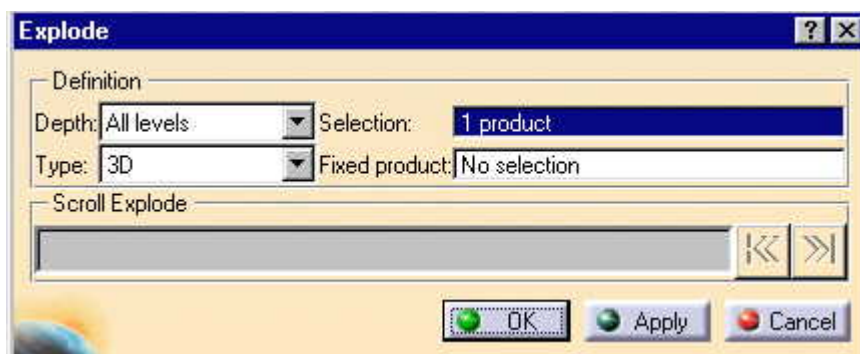 Explode
Definition
Depth: All levels Selection: 1 product
Type: 3D Fixed product: No selection
Scroll Explode
OK Apply Cancel